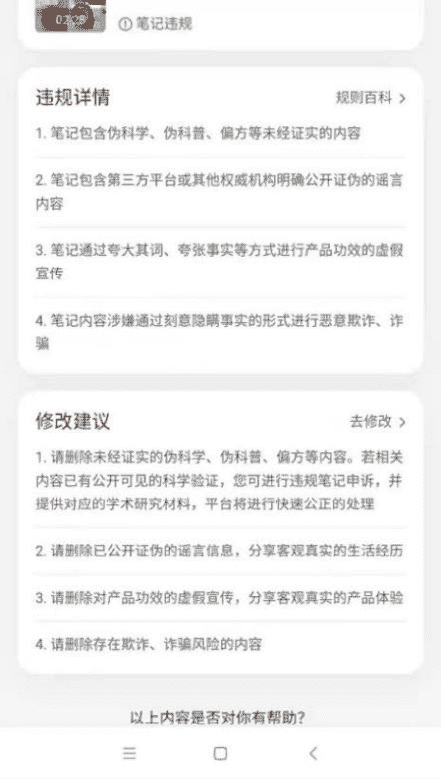 02:28
笔记违规
违规详情
规则百科 >
1. 笔记包含伪科学、伪科普、偏方等未经证实的内容
2. 笔记包含第三方平台或其他权威机构明确公开证伪的谣言
内容
3. 笔记通过夸大其词、夸张事实等方式进行产品功效的虚假
宣传
4. 笔记内容涉嫌通过刻意隐瞒事实的形式进行恶意欺诈、诈
骗
修改建议
去修改 >
1. 请删除未经证实的伪科学、伪科普、偏方等内容。若相关
内容已有公开可见的科学验证，您可进行违规笔记申诉，并
提供对应的学术研究材料，平台将进行快速公正的处理
2. 请删除已公开证伪的谣言信息，分享客观真实的生活经历
3. 请删除对产品功效的虚假宣传，分享客观真实的产品体验
4. 请删除存在欺诈、诈骗风险的内容
以上内容是否对你有帮助？